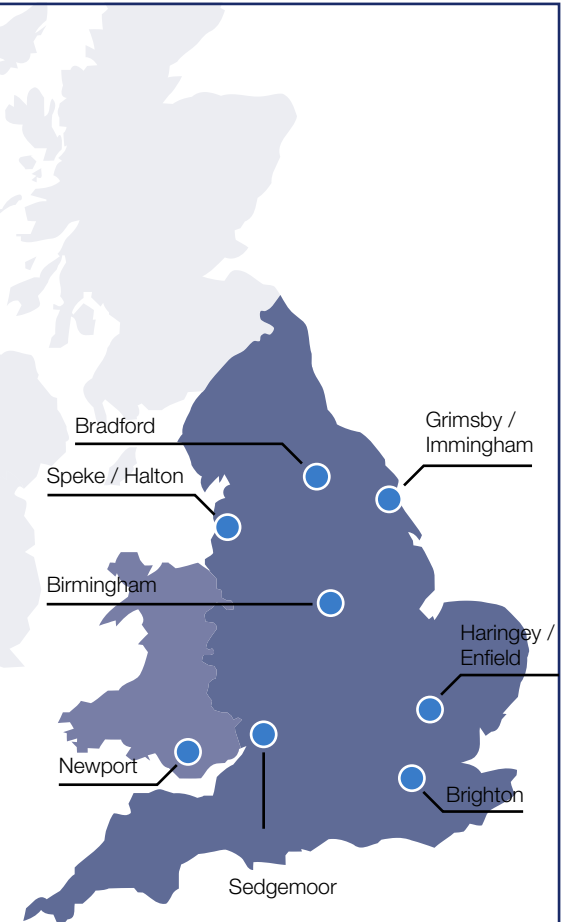 Bradford
Grimsby /
Immingham
Speke / Halton
Birmingham
Haringey /
Enfield
Newport
Brighton
Sedgemoor